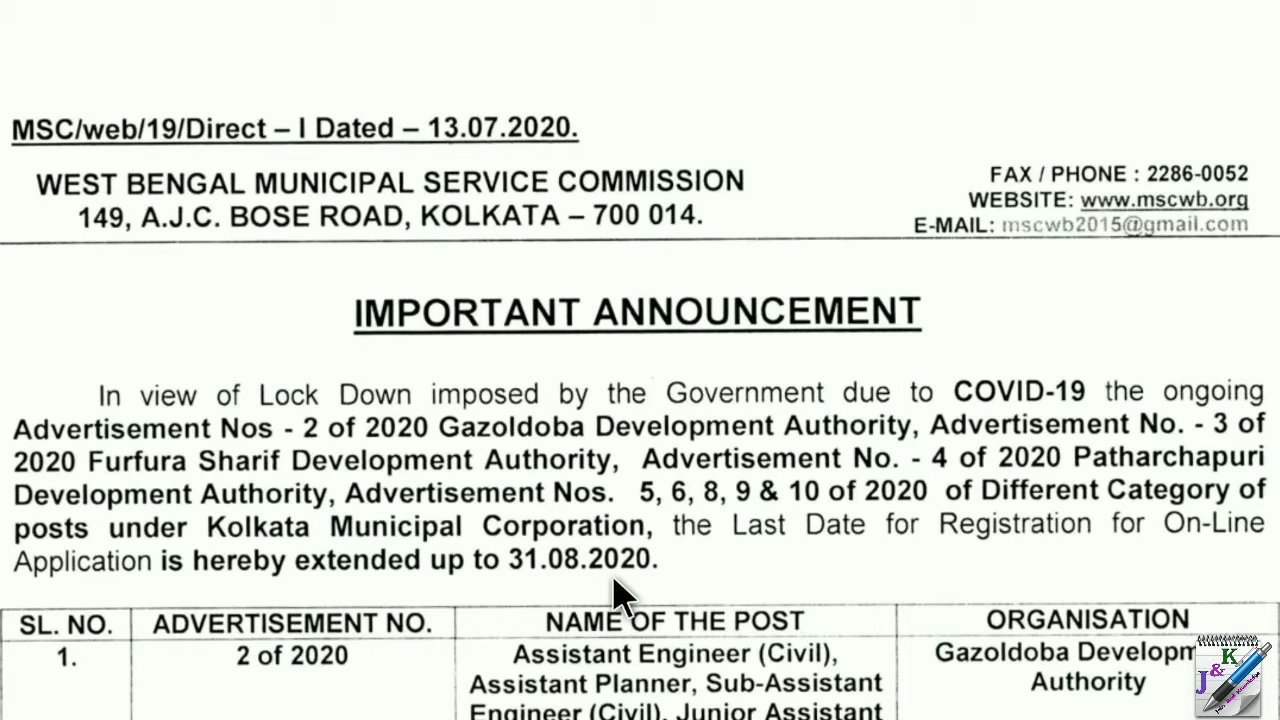 MSC/web/19/Direct – I Dated – 13.07.2020.
WEST BENGAL MUNICIPAL SERVICE COMMISSION
149, A.J.C. BOSE ROAD, KOLKATA – 700 014.
FAX / PHONE : 2286-0052
WEBSITE: www.mscwb.org
E-MAIL: mscwb2015@gmail.com
IMPORTANT ANNOUNCEMENT
In view of Lock Down imposed by the Government due to COVID-19 the ongoing
Advertisement Nos - 2 of 2020 Gazoldoba Development Authority, Advertisement No. - 3 of
2020 Furfura Sharif Development Authority, Advertisement No. - 4 of 2020 Patharchapuri
Development Authority, Advertisement Nos. 5, 6, 8, 9 & 10 of 2020 of Different Category of
posts under Kolkata Municipal Corporation, the Last Date for Registration for On-Line
Application is hereby extended up to 31.08.2020.
SL. NO. ADVERTISEMENT NO. NAME OF THE POST ORGANISATION
1. 2 of 2020 Assistant Engineer (Civil), Gazoldoba
Assistant Planner, Sub-Assistant Authority
Engineer (Civil), Junior Assistant
J & K